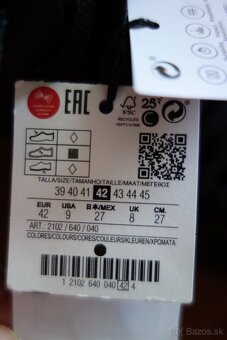 EAC
FSC
RECYCLED
25
TALLA/SIZE/TAMANHO/TAILLE/MAAT/ΜΕΓΕΘΟΣ
39 40 41 42 43 44 45
EUR US MEX UK CM.
42 9 27 8 27
ART. 2102 / 640 / 040
COLORES/COLOURS/CORES/COULEURS/KLEUREN/ΧΡΩΜΑΤΑ
1 2102 640 040 42 4
bazos.sk